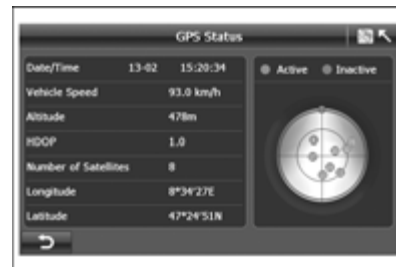 GPS Status
Date/Time 13-02 15:20:34
Active Inactive
Vehicle Speed 93.0 km/h
Altitude 478m
HDOP 1.0
Number of Satellites 8
Longitude 8°34'27E
Latitude 47°24'51N